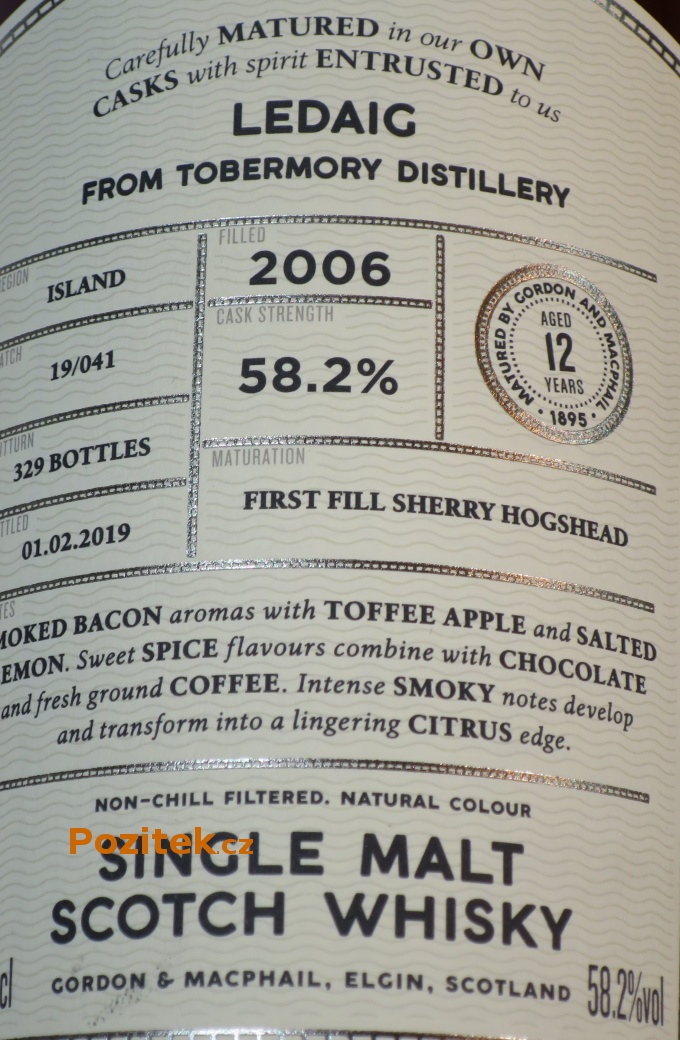 Carefully MATURED in our OWN
CASKS with spirit ENTRUSTED to us
LEDAIG
FROM TOBERMORY DISTILLERY
ISLAND
19/041
329 BOTTLES
01.02.2019
FILLED
2006
CASK STRENGTH
58.2%
MATURATION
FIRST FILL SHERRY HOGSHEAD
MATURED BY GORDON AND MACPHAIL
AGED
12
YEARS
· 1895 ·
BACON aromas with TOFFEE APPLE and SALTED
Sweet SPICE flavours combine with CHOCOLATE
and fresh ground COFFEE. Intense SMOKY notes develop
and transform into a lingering CITRUS edge.
NON-CHILL FILTERED. NATURAL COLOUR
Pozitek.cz
SINGLE MALT
SCOTCH WHISKY
cl GORDON & MACPHAIL, ELGIN, SCOTLAND 58.2%vol